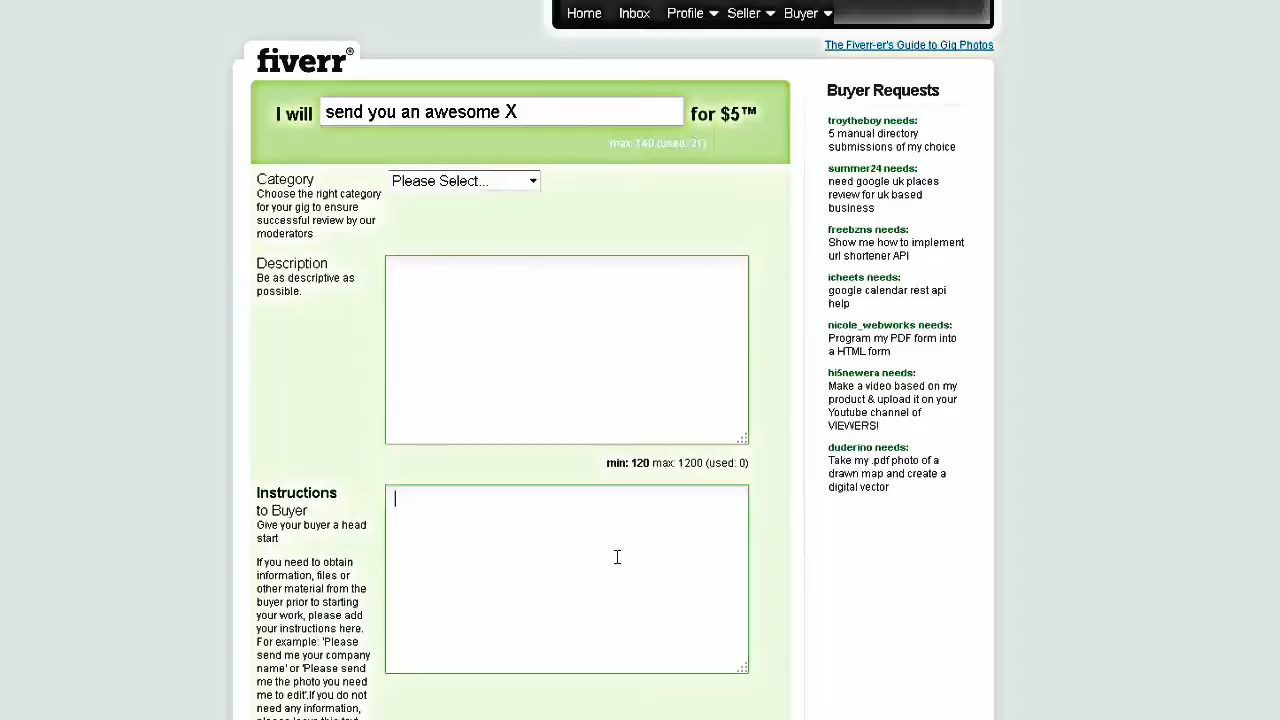 Home Inbox Profile Seller Buyer
The Fiverr-er's Guide to Gig Photos
fiverr®
I will send you an awesome X for $5™
max: 140 (used: 21)
Category
Choose the right category
for your gig to ensure
successful review by our
moderators
Please Select...
Description
Be as descriptive as
possible.
min: 120 max: 1200 (used: 0)
Instructions
to Buyer
Give your buyer a head
start
If you need to obtain
information, files or
other material from the
buyer prior to starting
your work, please add
your instructions here.
For example: 'Please
send me your company
name' or 'Please send
me the photo you need
me to edit'.If you do not
need any information,
please leave this text
Buyer Requests
troytheboy needs:
5 manual directory
submissions of my choice
summer24 needs:
need google uk places
review for uk based
business
freebzns needs:
Show me how to implement
url shortener API
icheets needs:
google calendar rest api
help
nicole_webworks needs:
Program my PDF form into
a HTML form
hi5newera needs:
Make a video based on my
product & upload it on your
Youtube channel of
VIEWERS!
duderino needs:
Take my .pdf photo of a
drawn map and create a
digital vector